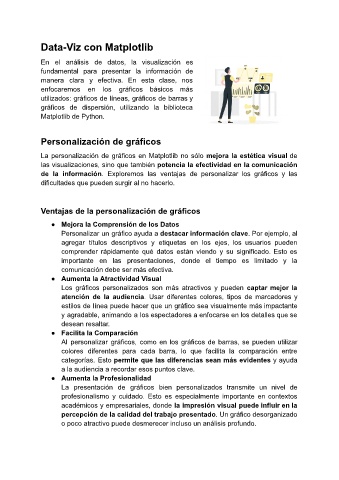 Data-Viz con Matplotlib
En el análisis de datos, la visualización es
fundamental para presentar la información de
manera clara y efectiva. En esta clase, nos
enfocaremos en los gráficos básicos más
utilizados: gráficos de líneas, gráficos de barras y
gráficos de dispersión, utilizando la biblioteca
Matplotlib de Python.
Personalización de gráficos
La personalización de gráficos en Matplotlib no sólo mejora la estética visual de
las visualizaciones, sino que también potencia la efectividad en la comunicación
de la información. Exploremos las ventajas de personalizar los gráficos y las
dificultades que pueden surgir al no hacerlo.
Ventajas de la personalización de gráficos
● Mejora la Comprensión de los Datos
Personalizar un gráfico ayuda a destacar información clave. Por ejemplo, al
agregar títulos descriptivos y etiquetas en los ejes, los usuarios pueden
comprender rápidamente qué datos están viendo y su significado. Esto es
importante en las presentaciones, donde el tiempo es limitado y la
comunicación debe ser más efectiva.
● Aumenta la Atractividad Visual
Los gráficos personalizados son más atractivos y pueden captar mejor la
atención de la audiencia. Usar diferentes colores, tipos de marcadores y
estilos de línea puede hacer que un gráfico sea visualmente más impactante
y agradable, animando a los espectadores a enfocarse en los detalles que se
desean resaltar.
● Facilita la Comparación
Al personalizar gráficos, como en los gráficos de barras, se pueden utilizar
colores diferentes para cada barra, lo que facilita la comparación entre
categorías. Esto permite que las diferencias sean más evidentes y ayuda
a la audiencia a recordar esos puntos clave.
● Aumenta la Profesionalidad
La presentación de gráficos bien personalizados transmite un nivel de
profesionalismo y cuidado. Esto es especialmente importante en contextos
académicos y empresariales, donde la impresión visual puede influir en la
percepción de la calidad del trabajo presentado. Un gráfico desorganizado
o poco atractivo puede desmerecer incluso un análisis profundo.